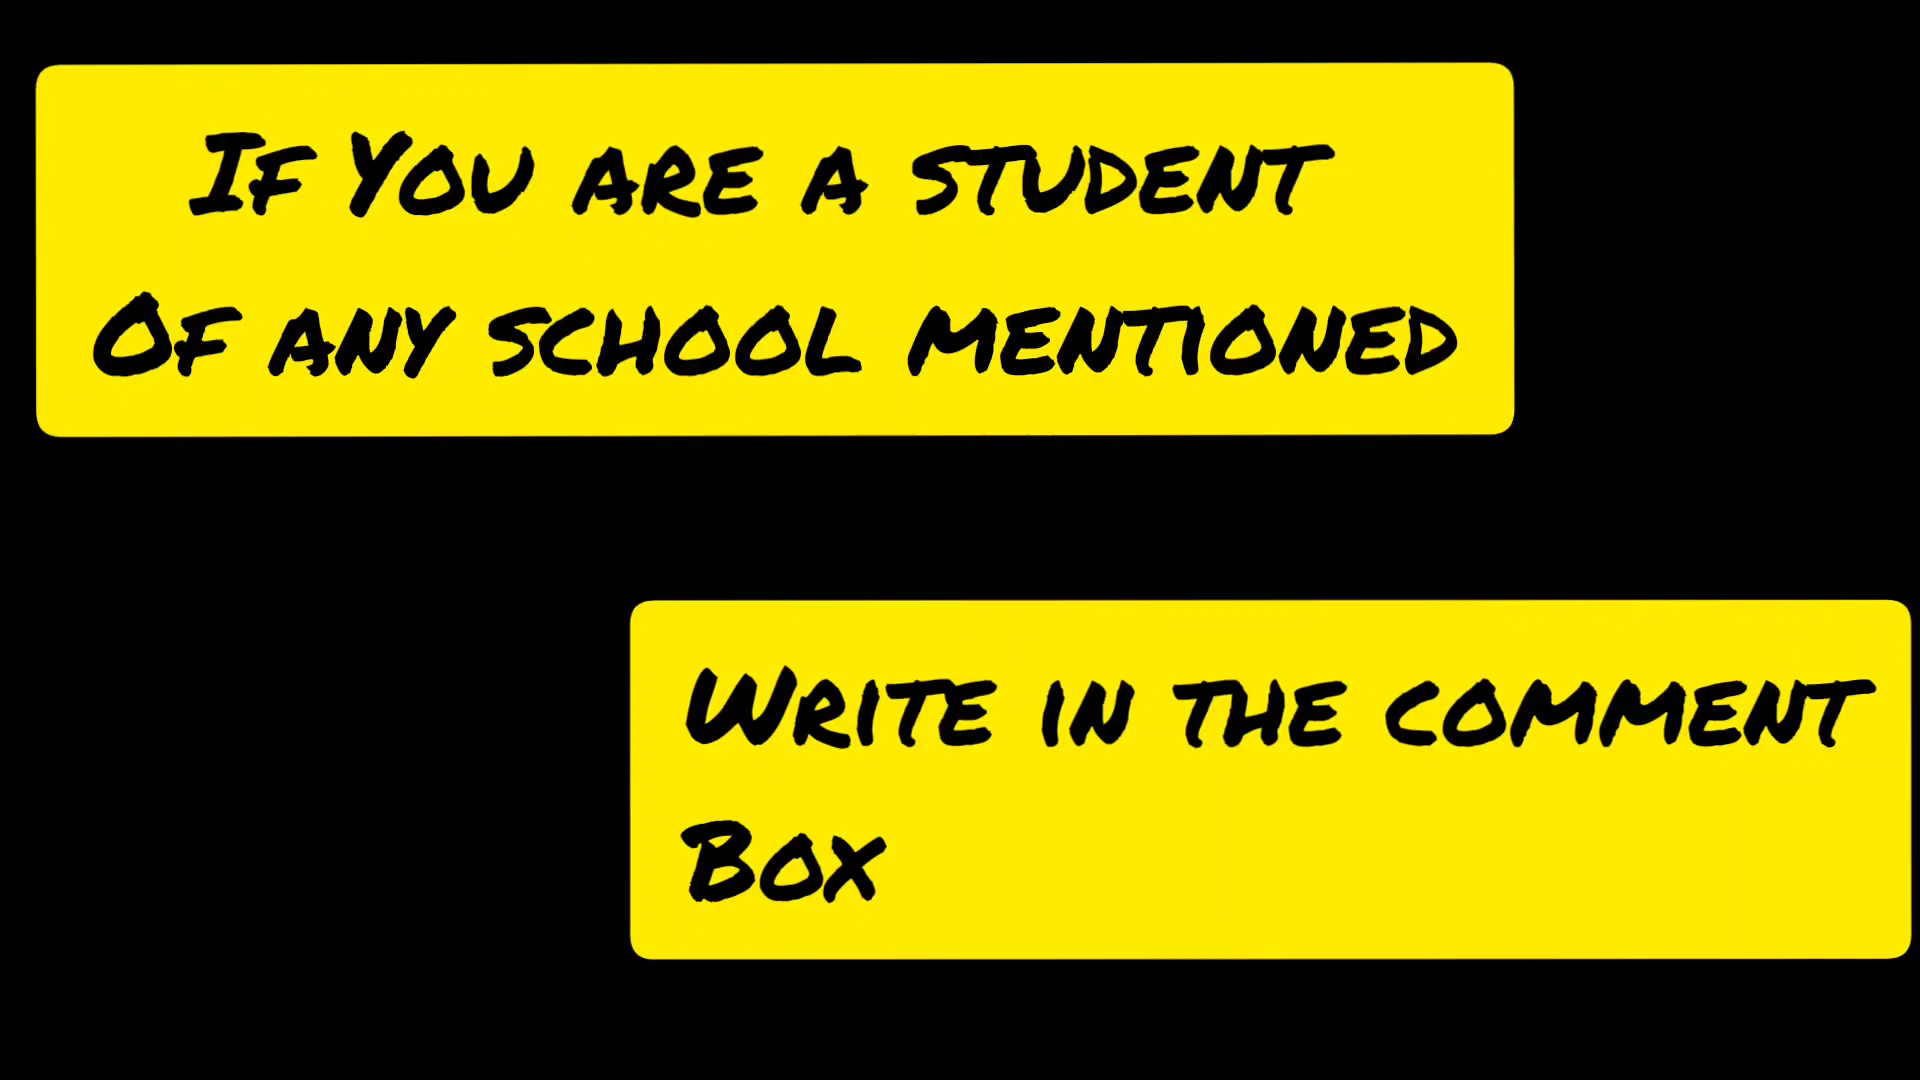 If You are a student
Of any school mentioned
Write in the comment
Box